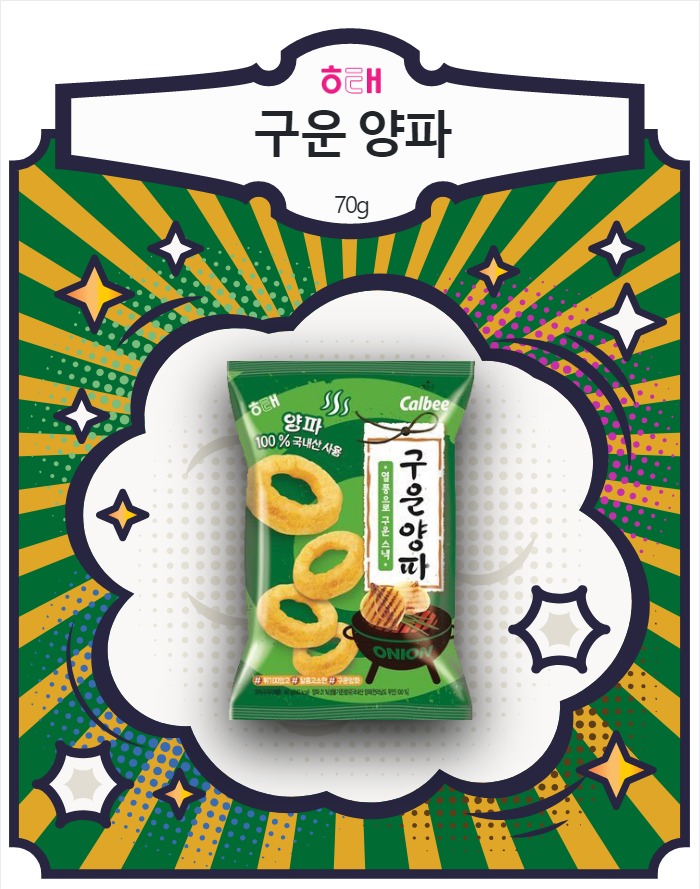 해태
구운 양파
70g
해태
Calbee
양파
100% 국내산 사용
구운양파
열풍으로 구운 스낵
ONION